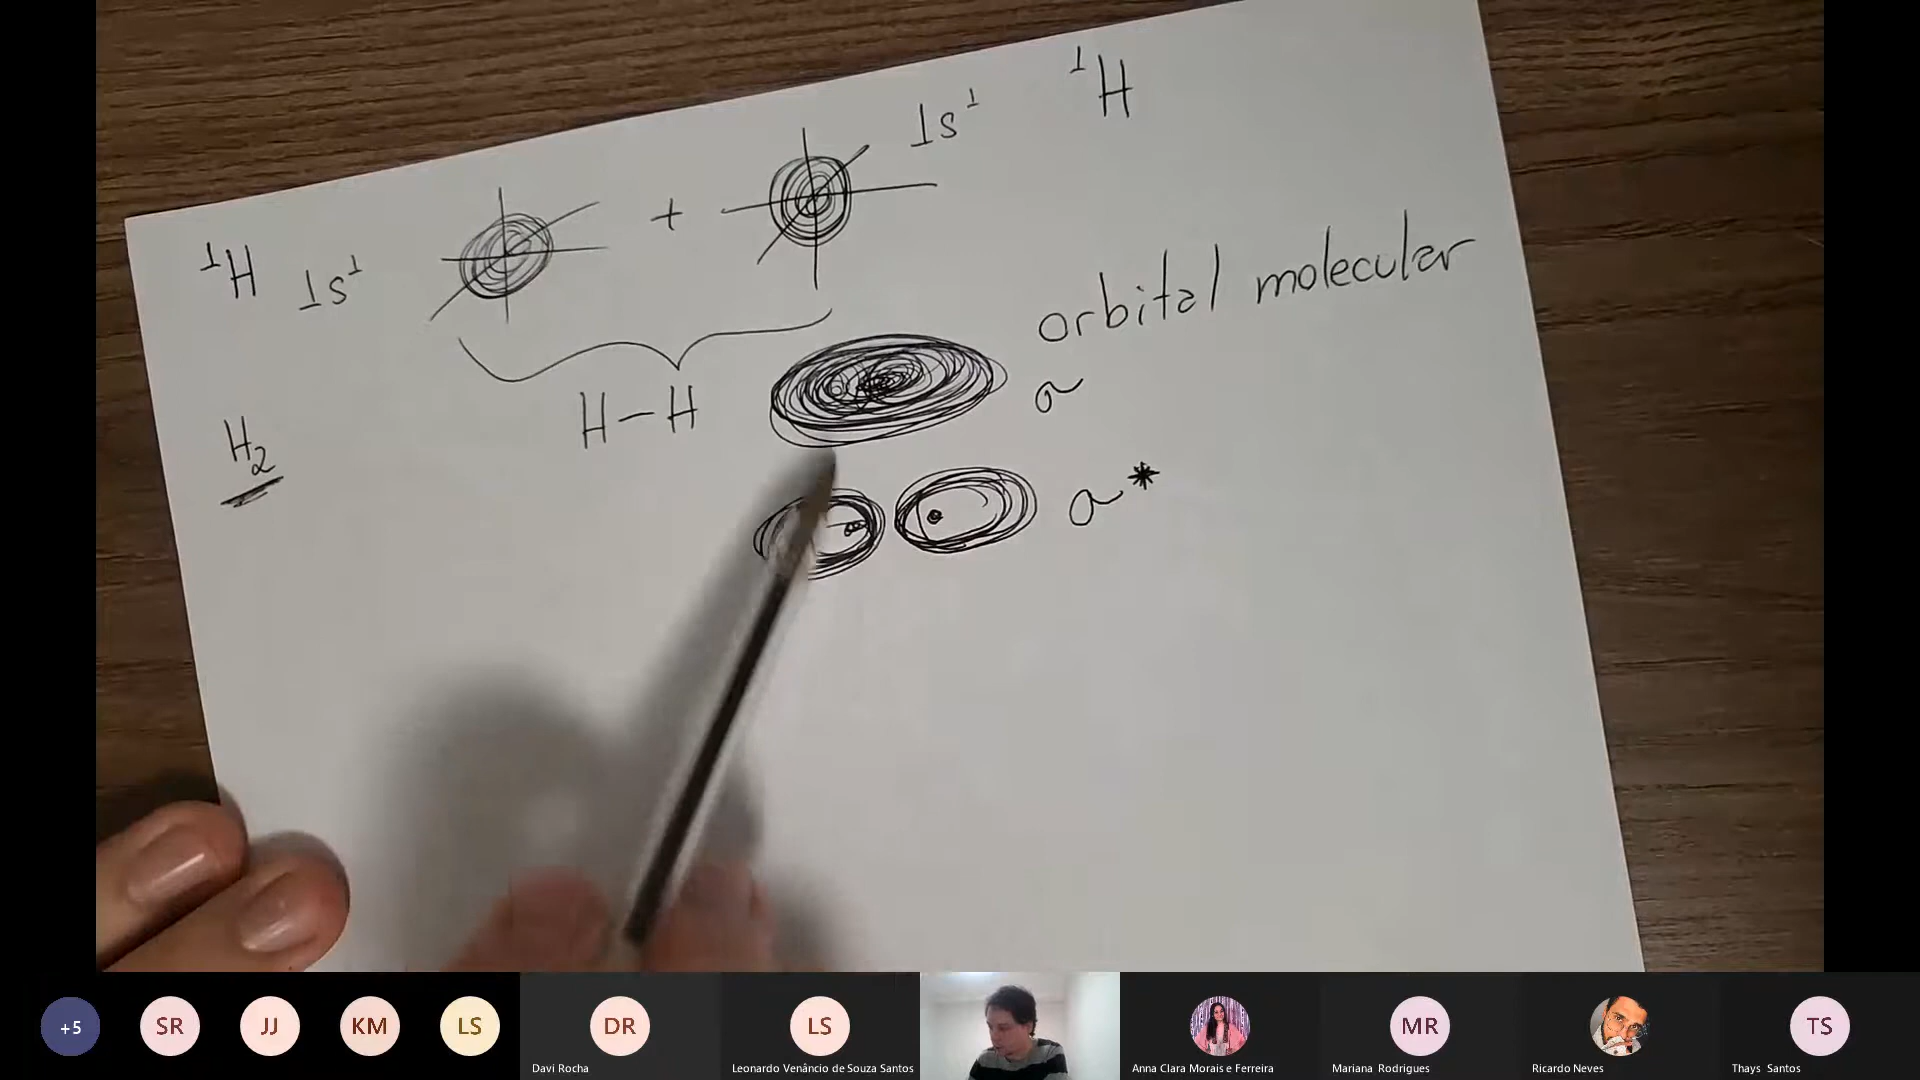 ¹H
1s¹
¹H
1s¹
+
orbital molecular
H–H
σ
H₂
σ*
+5
SR
JJ
KM
LS
DR
LS
MR
TS
Davi Rocha
Leonardo Venâncio de Souza Santos
Anna Clara Morais e Ferreira
Mariana Rodrigues
Ricardo Neves
Thays Santos